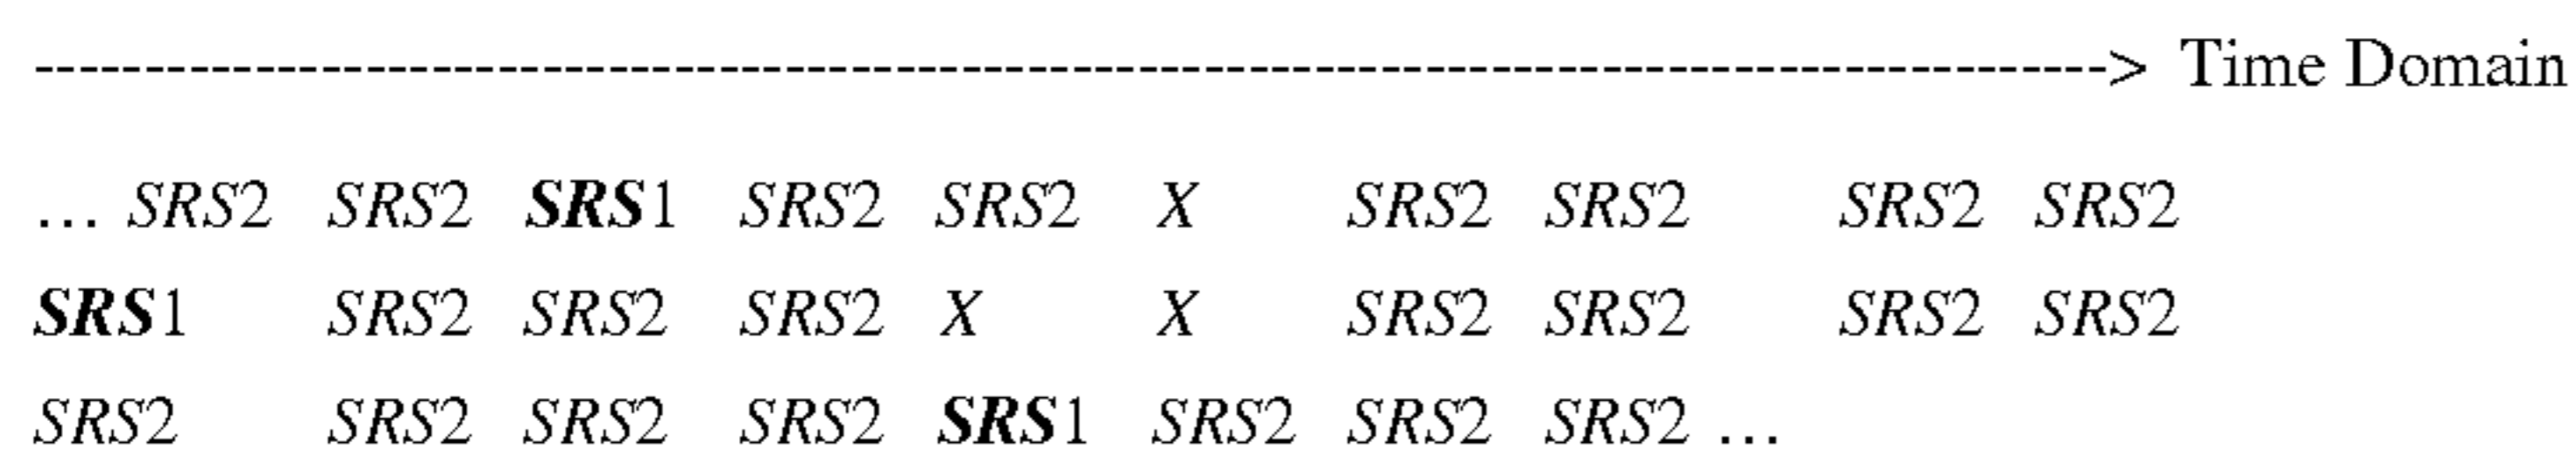 --------------------------------------------------------------------------------------------> Time Domain
… SRS2 SRS2 SRS1 SRS2 SRS2 X SRS2 SRS2 SRS2 SRS2
SRS1 SRS2 SRS2 SRS2 X X SRS2 SRS2 SRS2 SRS2
SRS2 SRS2 SRS2 SRS2 SRS1 SRS2 SRS2 SRS2 …